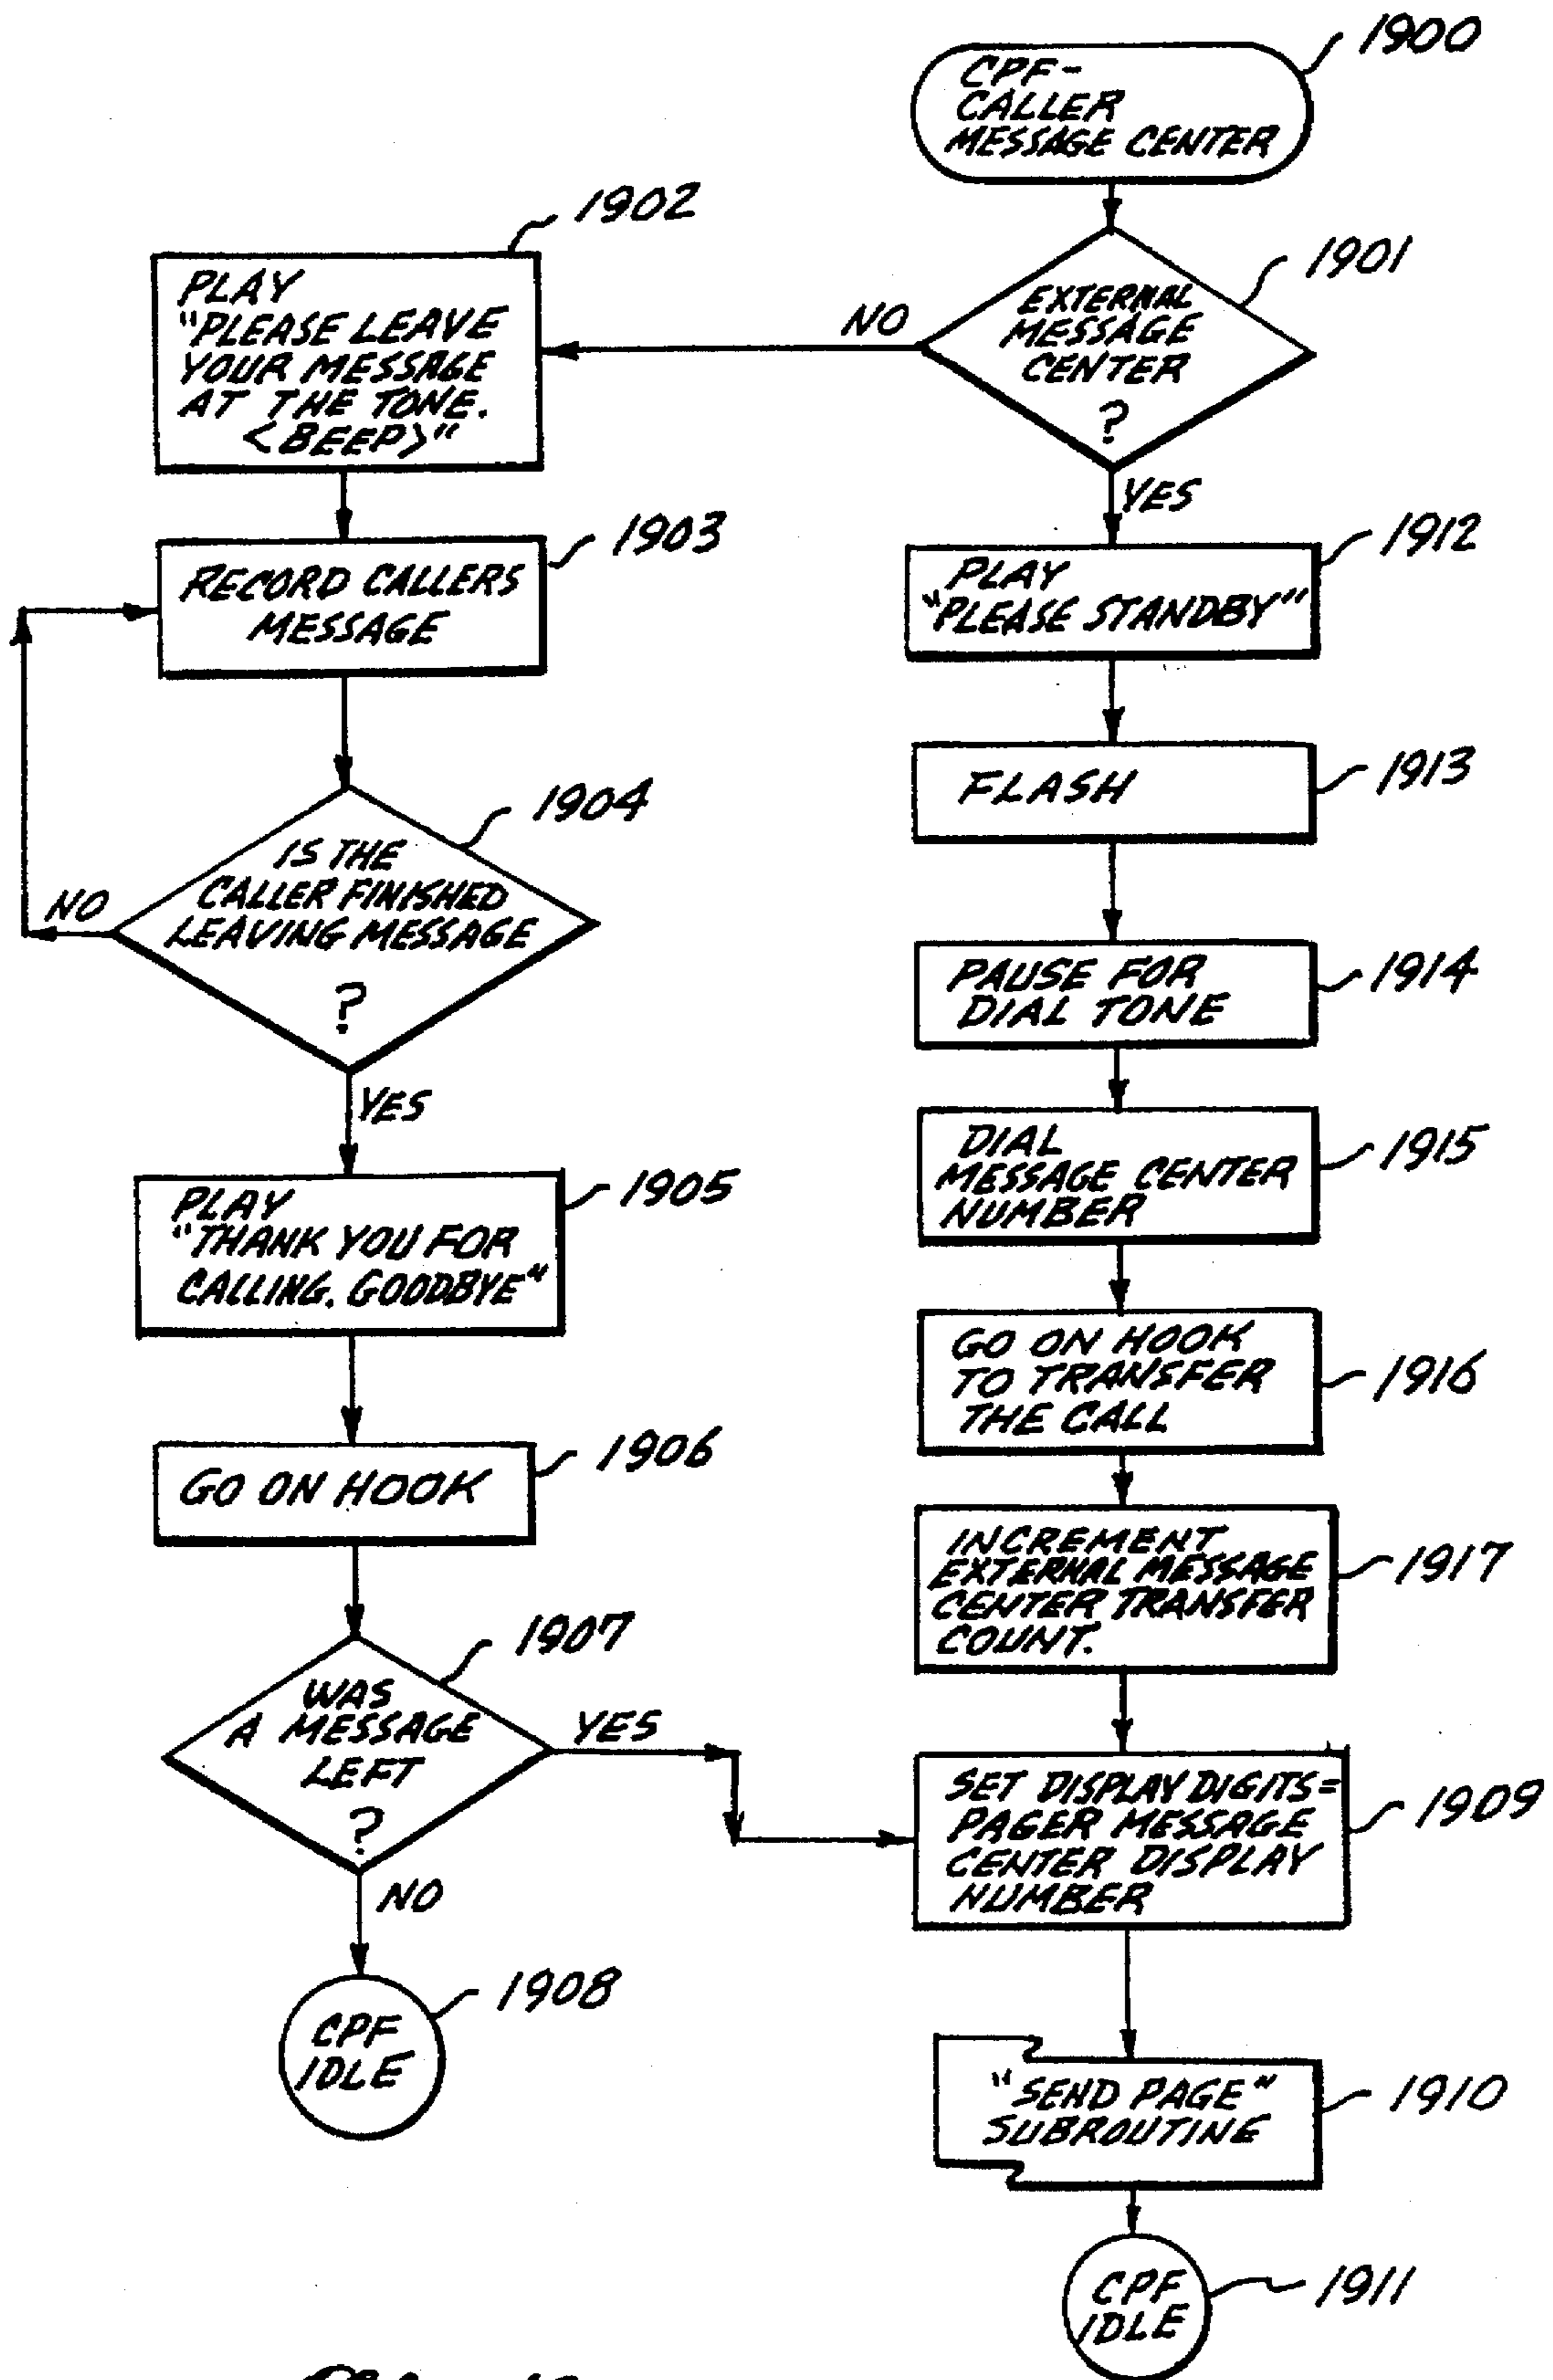 1900
CPF-
CALLER
MESSAGE CENTER
1901
EXTERNAL
MESSAGE
CENTER
?
NO
YES
1902
PLAY
"PLEASE LEAVE
YOUR MESSAGE
AT THE TONE.
<BEEP>"
1903
RECORD CALLERS
MESSAGE
1904
IS THE
CALLER FINISHED
LEAVING MESSAGE
?
NO
YES
1905
PLAY
"THANK YOU FOR
CALLING. GOODBYE"
1906
GO ON HOOK
1907
WAS
A MESSAGE
LEFT
?
YES
NO
1908
CPF
IDLE
1912
PLAY
"PLEASE STANDBY"
1913
FLASH
1914
PAUSE FOR
DIAL TONE
1915
DIAL
MESSAGE CENTER
NUMBER
1916
GO ON HOOK
TO TRANSFER
THE CALL
1917
INCREMENT
EXTERNAL MESSAGE
CENTER TRANSFER
COUNT.
1909
SET DISPLAY DIGITS=
PAGER MESSAGE
CENTER DISPLAY
NUMBER
1910
"SEND PAGE"
SUBROUTINE
1911
CPF
IDLE